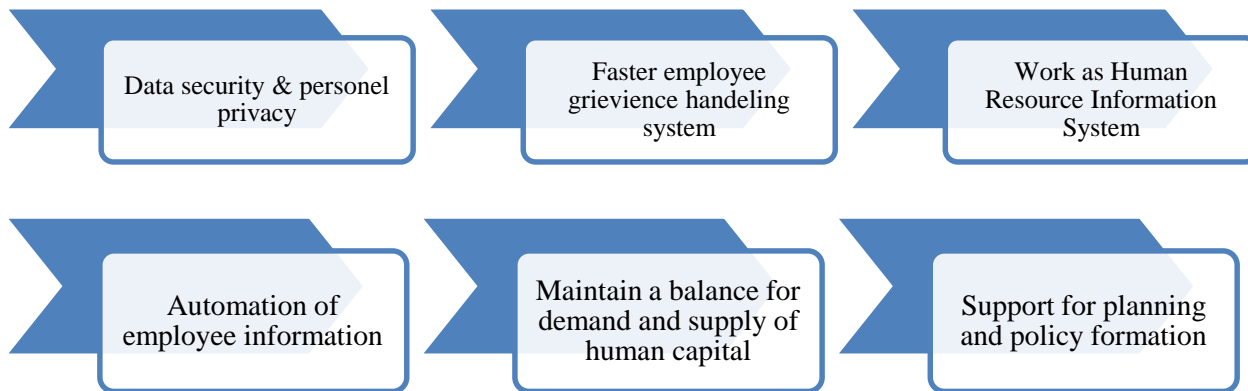 Data security & personel
privacy
Faster employee
grievience handeling
system
Work as Human
Resource Information
System
Automation of
employee information
Maintain a balance for
demand and supply of
human capital
Support for planning
and policy formation